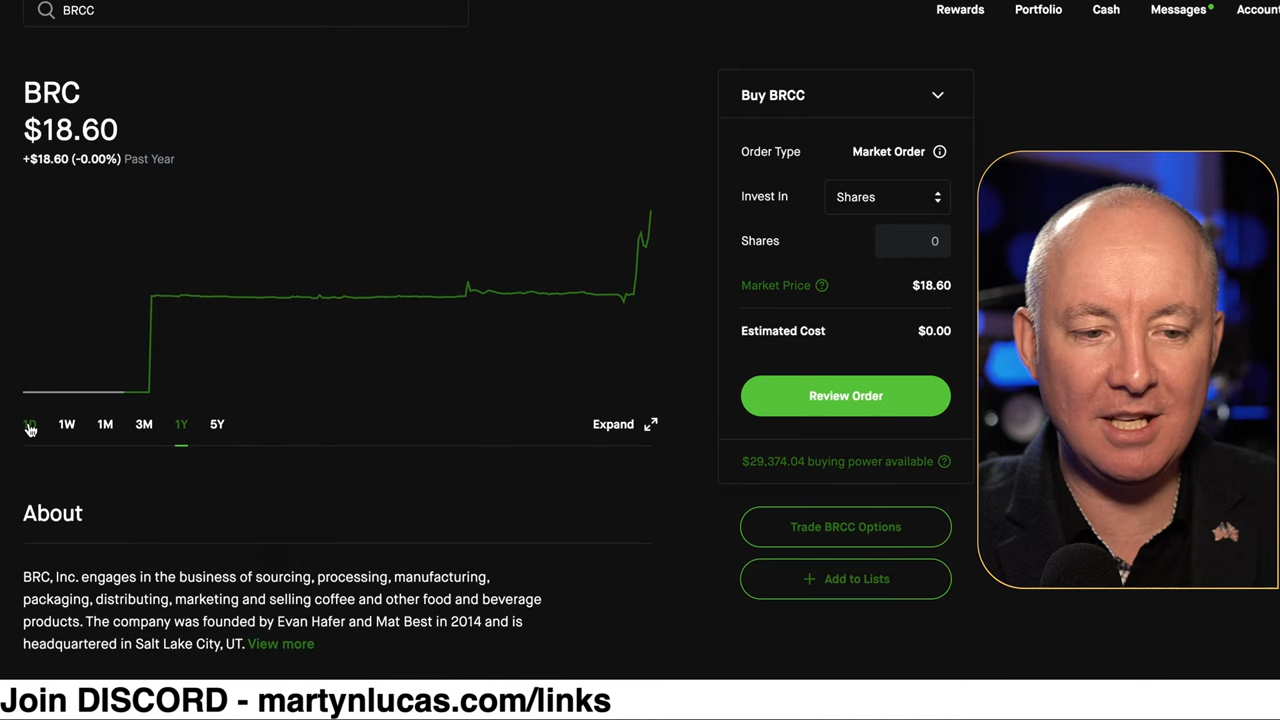 BRCC
Rewards Portfolio Cash Messages Account
BRC
$18.60
+$18.60 (-0.00%) Past Year
1D 1W 1M 3M 1Y 5Y Expand
About
BRC, Inc. engages in the business of sourcing, processing, manufacturing,
packaging, distributing, marketing and selling coffee and other food and beverage
products. The company was founded by Evan Hafer and Mat Best in 2014 and is
headquartered in Salt Lake City, UT. View more
Buy BRCC
Order Type Market Order
Invest In Shares
Shares 0
Market Price $18.60
Estimated Cost $0.00
Review Order
$29,374.04 buying power available
Trade BRCC Options
+ Add to Lists
Join DISCORD - martynlucas.com/links